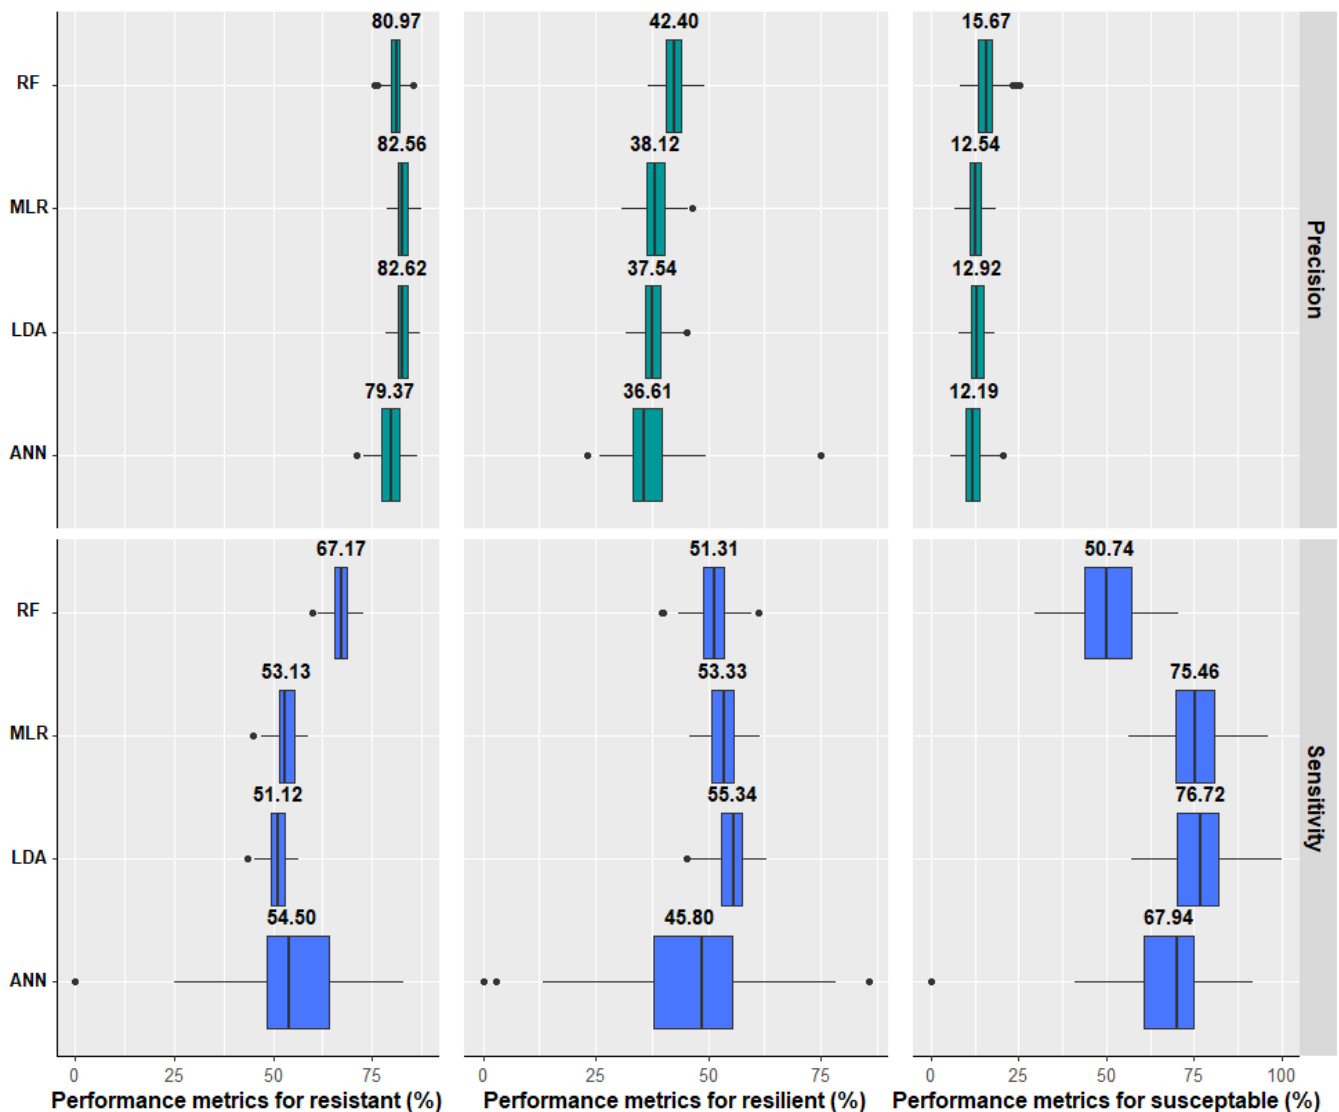 80.97 42.40 15.67
RF
82.56 38.12 12.54
MLR
82.62 37.54 12.92
LDA
79.37 36.61 12.19
ANN
Precision
67.17 51.31 50.74
RF
53.13 53.33 75.46
MLR
51.12 55.34 76.72
LDA
54.50 45.80 67.94
ANN
Sensitivity
0 25 50 75 0 50 75 0 25 50 75 100
Performance metrics for resistant (%) Performance metrics for resilient (%) Performance metrics for susceptable (%)